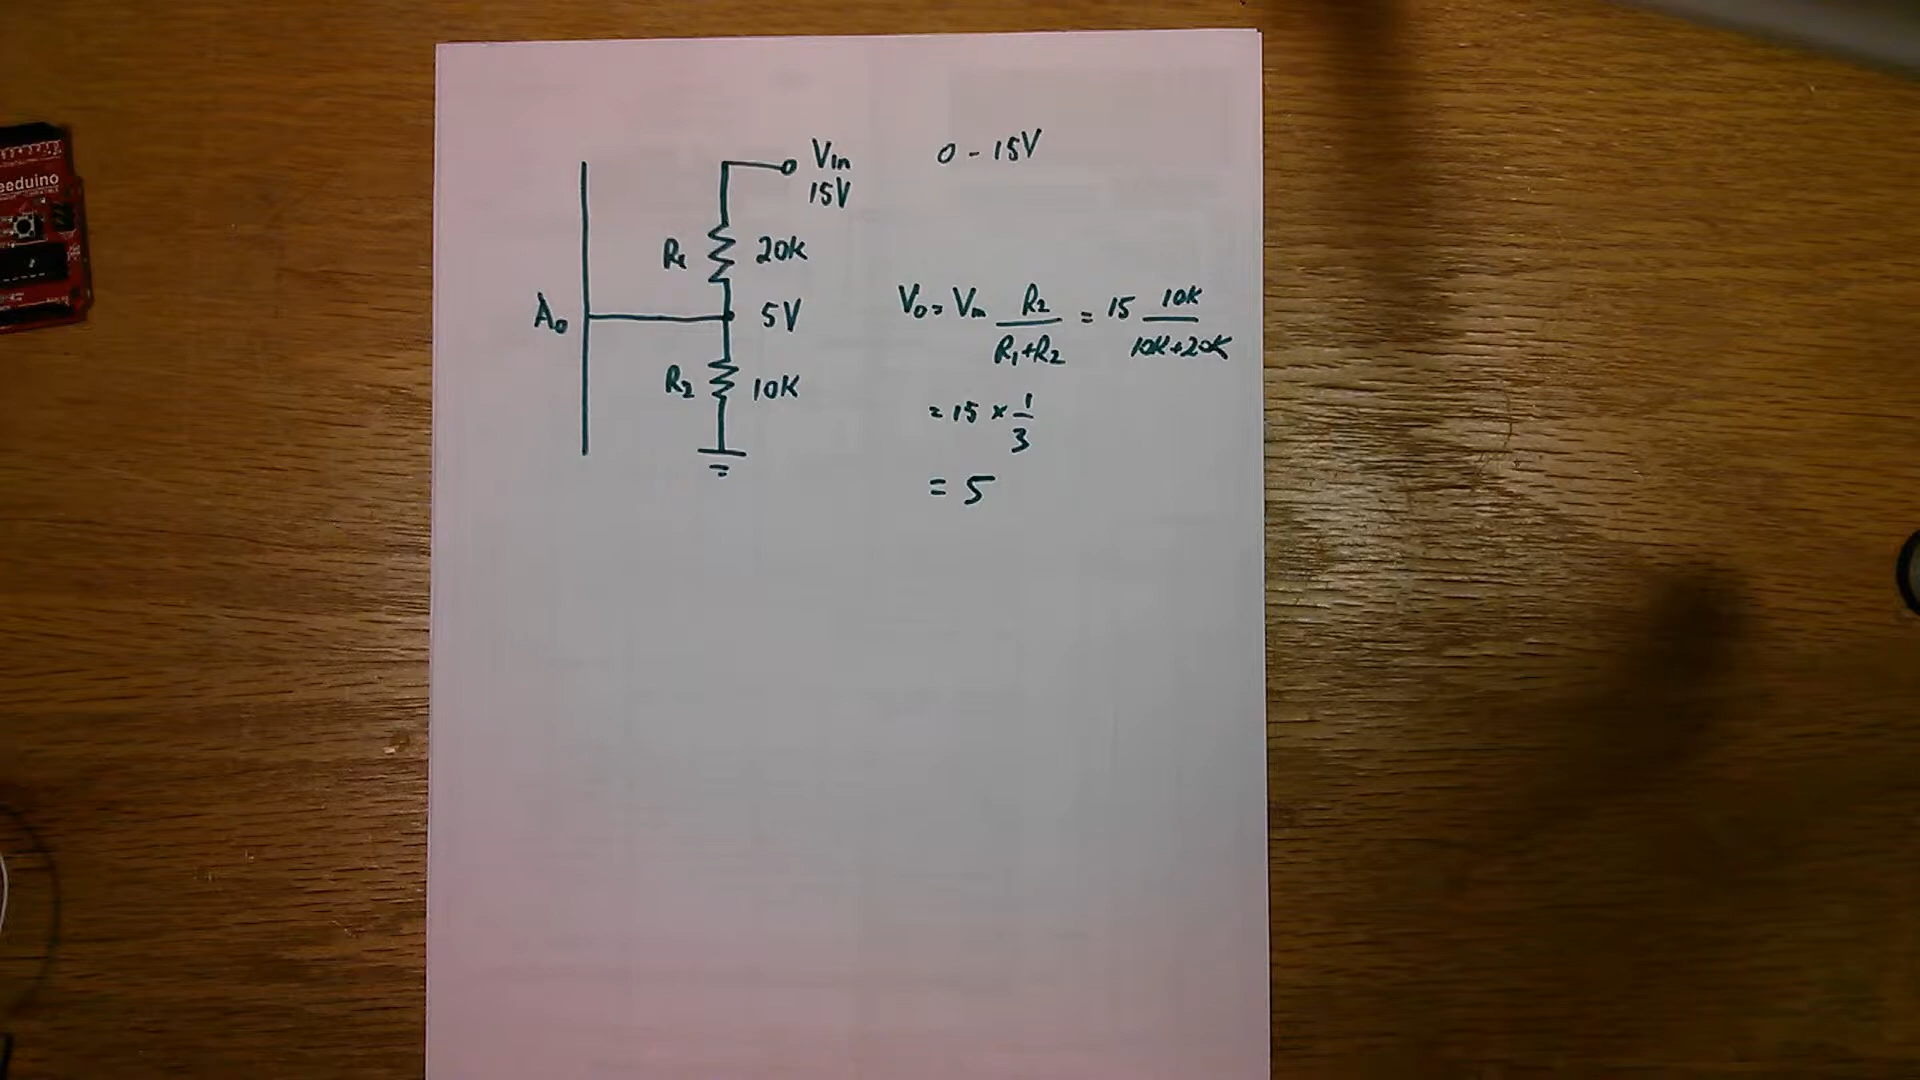 eeduino
Vin
15V
0 - 15V
R1 20K
A0
5V
R2 10K
Vo = Vin R2 / R1+R2 = 15 10K / 10K+20K
= 15 × 1/3
= 5